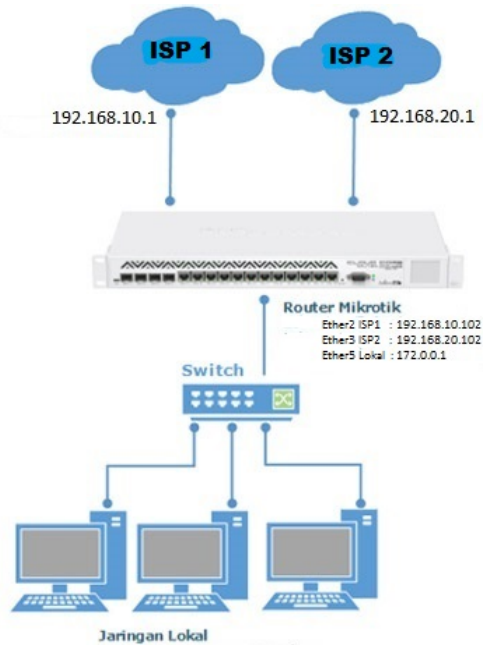 ISP 1
ISP 2
192.168.10.1
192.168.20.1
Router Mikrotik
Ether2 ISP1 : 192.168.10.102
Ether3 ISP2 : 192.168.20.102
Ether5 Lokal : 172.0.0.1
Switch
Jaringan Lokal